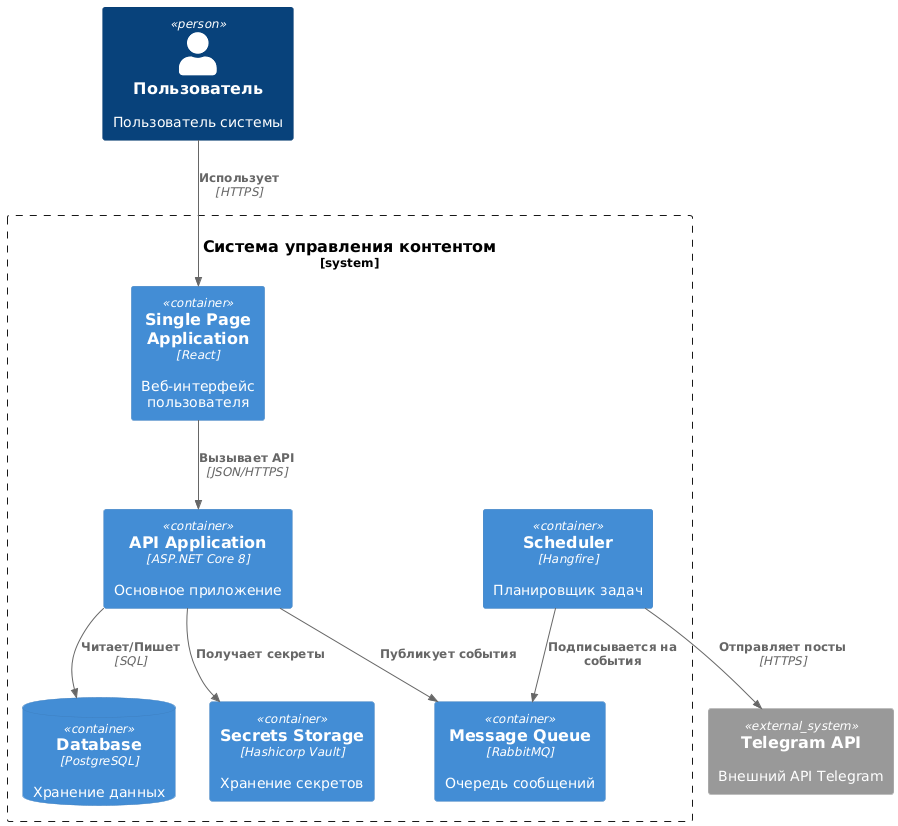 «person»
Пользователь
Пользователь системы
Использует
[HTTPS]
Система управления контентом
[system]
«container»
Single Page
Application
[React]
Веб-интерфейс
пользователя
Вызывает API
[JSON/HTTPS]
«container»
API Application
[ASP.NET Core 8]
Основное приложение
«container»
Scheduler
[Hangfire]
Планировщик задач
Читает/Пишет
[SQL]
Получает секреты
Публикует события
Подписывается на
события
Отправляет посты
[HTTPS]
«container»
Database
[PostgreSQL]
Хранение данных
«container»
Secrets Storage
[Hashicorp Vault]
Хранение секретов
«container»
Message Queue
[RabbitMQ]
Очередь сообщений
«external_system»
Telegram API
Внешний API Telegram